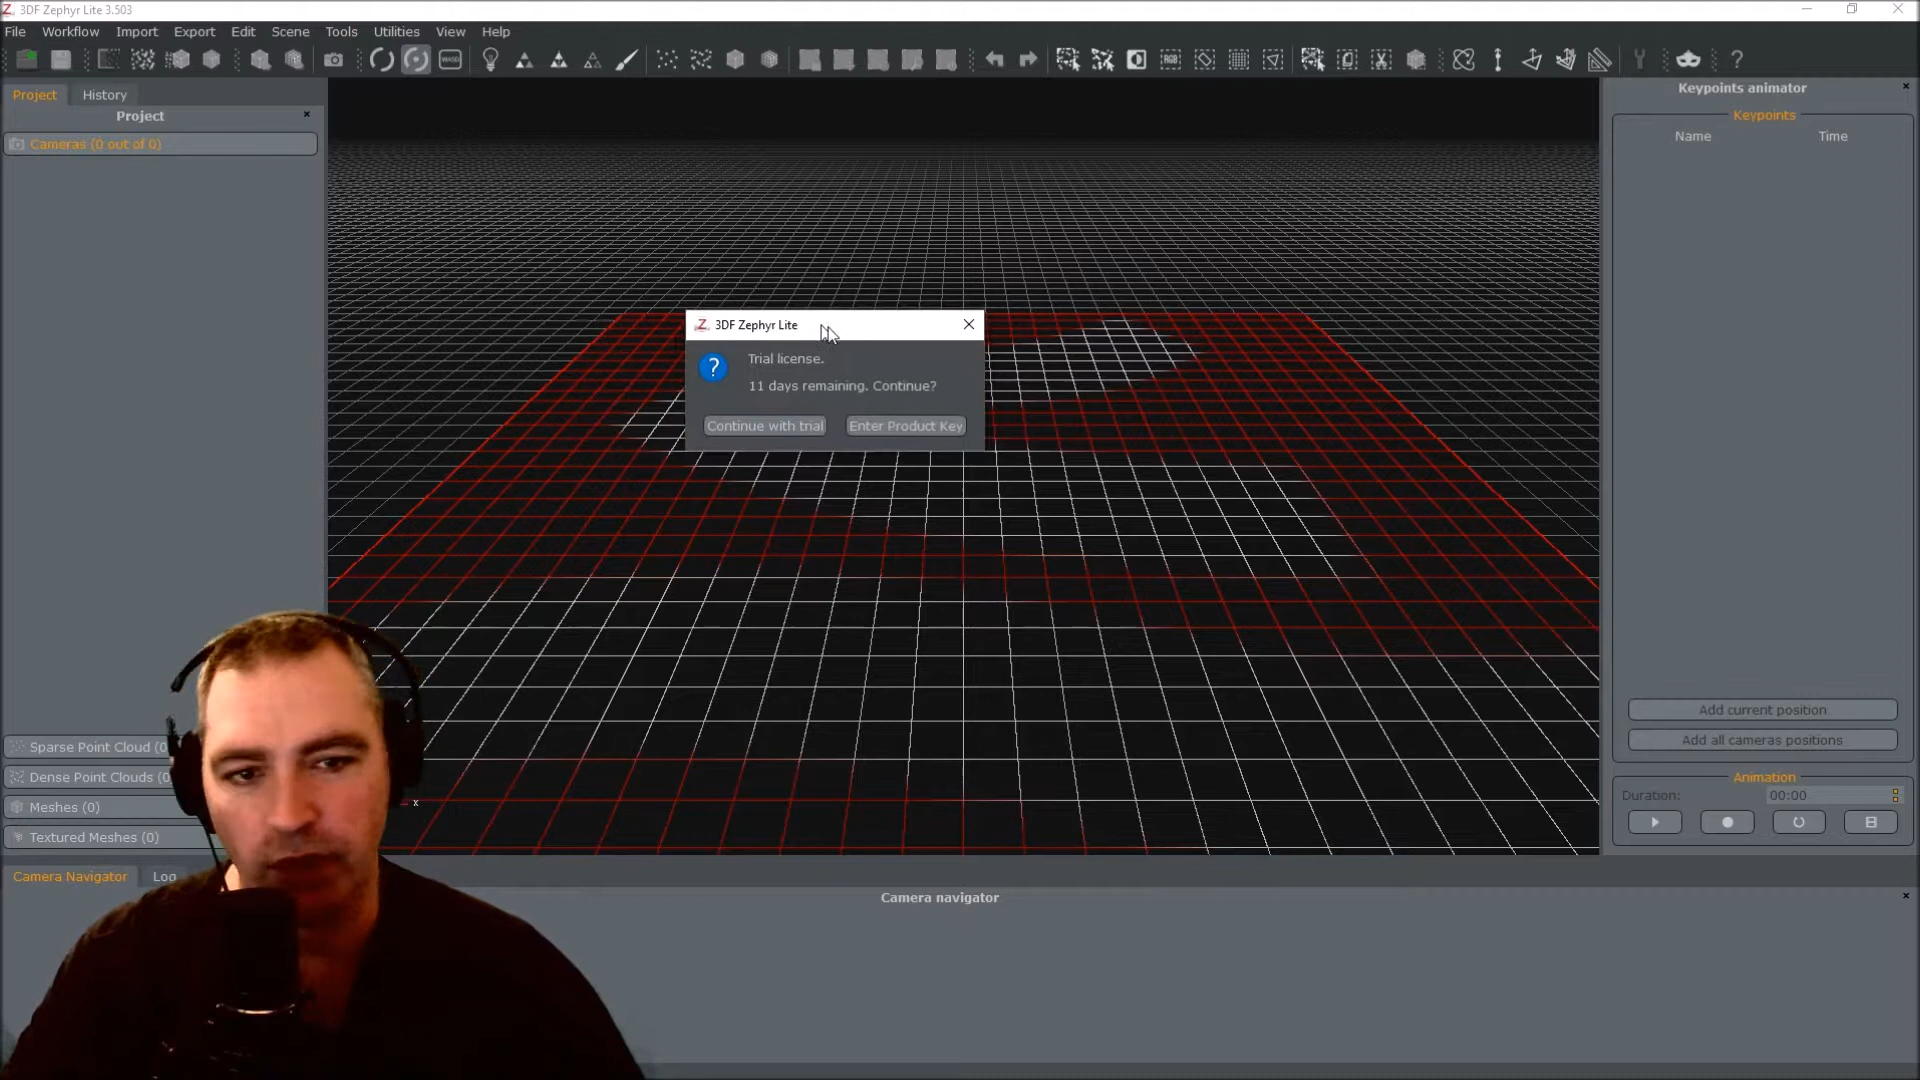 3DF Zephyr Lite 3.503
File Workflow Import Export Edit Scene Tools Utilities View Help
WASD
RGB
Project History
Project
Cameras (0 out of 0)
Keypoints animator
Keypoints
Name Time
3DF Zephyr Lite
Trial license.
11 days remaining. Continue?
Continue with trial Enter Product Key
Add current position
Add all cameras positions
Animation
Duration: 00:00
Sparse Point Cloud (0
Dense Point Clouds (0
Meshes (0)
Textured Meshes (0)
x
Camera Navigator Log
Camera navigator